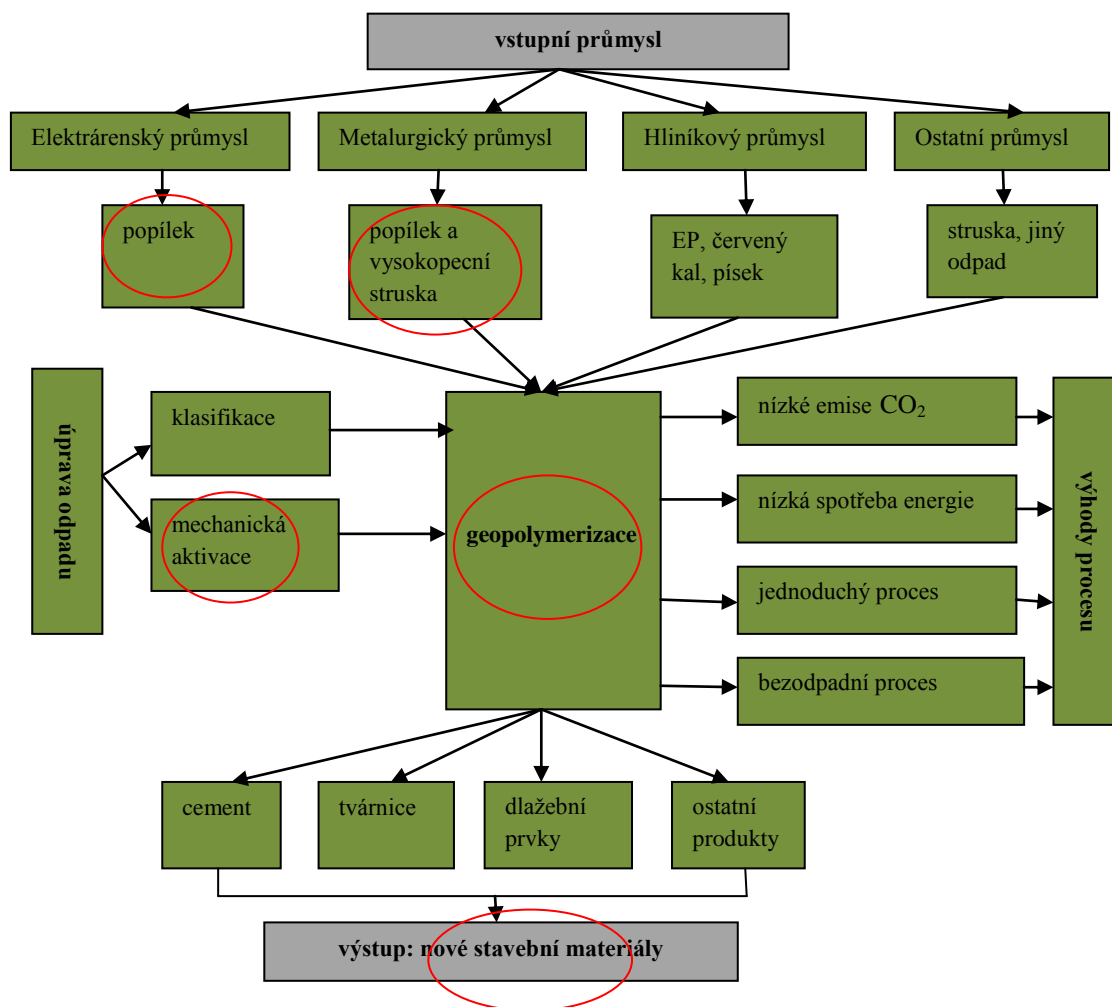 vstupní průmysl
Elektrárenský průmysl
Metalurgický průmysl
Hliníkový průmysl
Ostatní průmysl
popílek
popílek a
vysokopecní
struska
EP, červený
kal, písek
struska, jiný
odpad
úprava odpadu
klasifikace
mechanická
aktivace
geopolymerizace
nízké emise CO₂
nízká spotřeba energie
jednoduchý proces
bezodpadní proces
výhody procesu
cement
tvárnice
dlažební
prvky
ostatní
produkty
výstup: nové stavební materiály